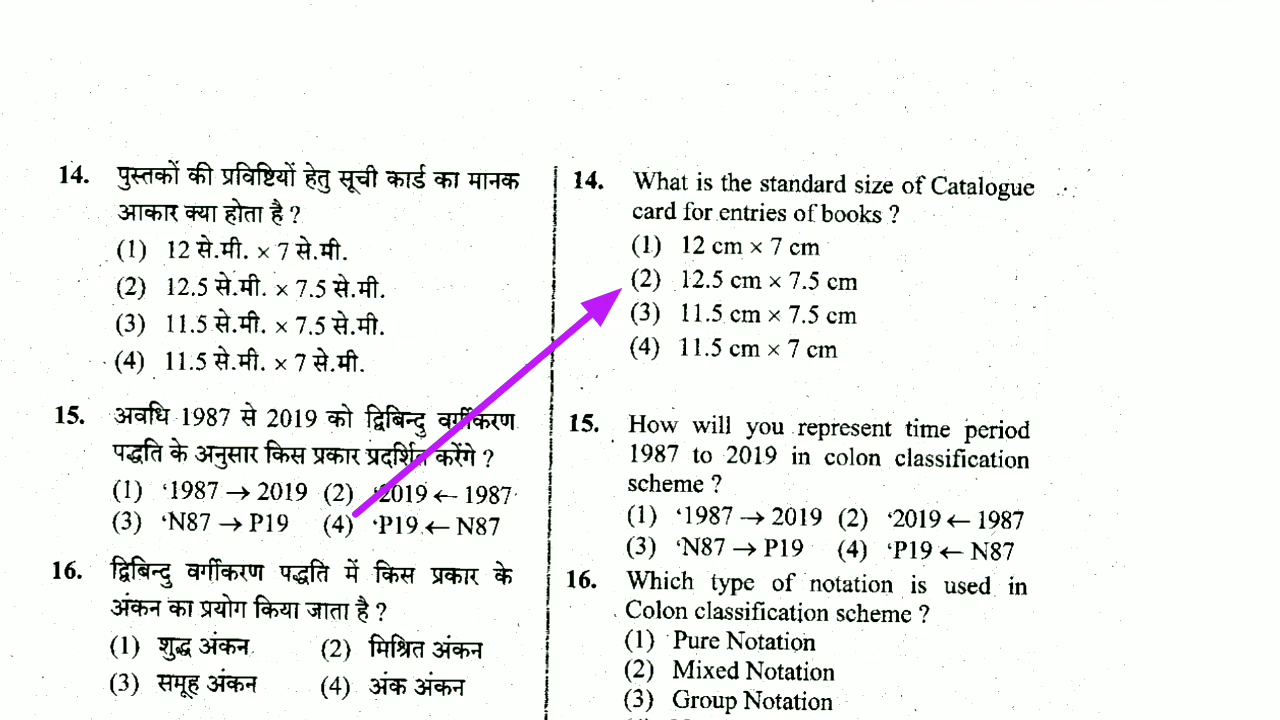 14. पुस्तकों की प्रविष्टियों हेतु सूची कार्ड का मानक
आकार क्या होता है ?
(1) 12 से.मी. × 7 से.मी.
(2) 12.5 से.मी. × 7.5 से.मी.
(3) 11.5 से.मी. × 7.5 से.मी.
(4) 11.5 से.मी. × 7 से.मी.
15. अवधि 1987 से 2019 को द्विबिन्दु वर्गीकरण
पद्धति के अनुसार किस प्रकार प्रदर्शित करेंगे ?
(1) ‘1987 → 2019 (2) ‘2019 ← 1987
(3) ‘N87 → P19 (4) ‘P19 ← N87
16. द्विबिन्दु वर्गीकरण पद्धति में किस प्रकार के
अंकन का प्रयोग किया जाता है ?
(1) शुद्ध अंकन (2) मिश्रित अंकन
(3) समूह अंकन (4) अंक अंकन
14. What is the standard size of Catalogue
card for entries of books ?
(1) 12 cm × 7 cm
(2) 12.5 cm × 7.5 cm
(3) 11.5 cm × 7.5 cm
(4) 11.5 cm × 7 cm
15. How will you represent time period
1987 to 2019 in colon classification
scheme ?
(1) ‘1987 → 2019 (2) ‘2019 ← 1987
(3) ‘N87 → P19 (4) ‘P19 ← N87
16. Which type of notation is used in
Colon classification scheme ?
(1) Pure Notation
(2) Mixed Notation
(3) Group Notation